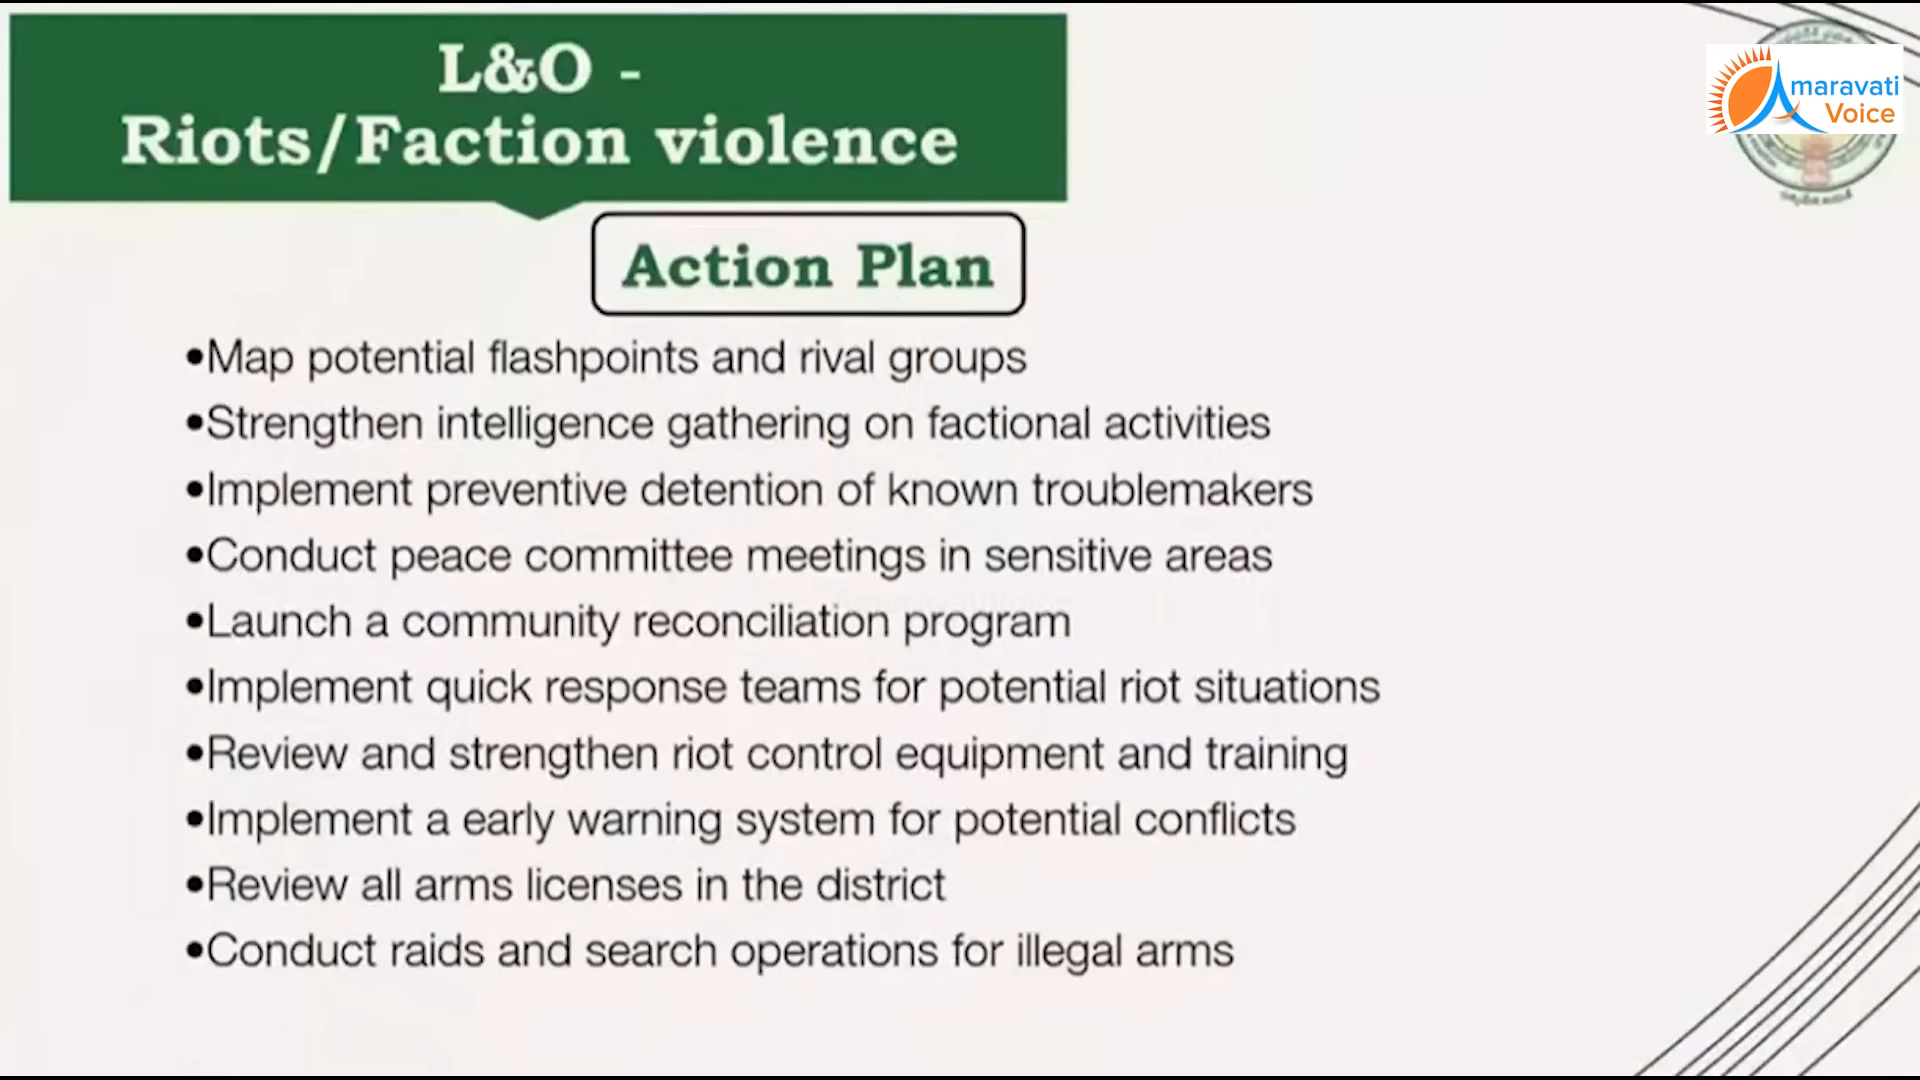 L&O -
Riots/Faction violence
Amaravati
Voice
Action Plan
•Map potential flashpoints and rival groups
•Strengthen intelligence gathering on factional activities
•Implement preventive detention of known troublemakers
•Conduct peace committee meetings in sensitive areas
•Launch a community reconciliation program
•Implement quick response teams for potential riot situations
•Review and strengthen riot control equipment and training
•Implement a early warning system for potential conflicts
•Review all arms licenses in the district
•Conduct raids and search operations for illegal arms